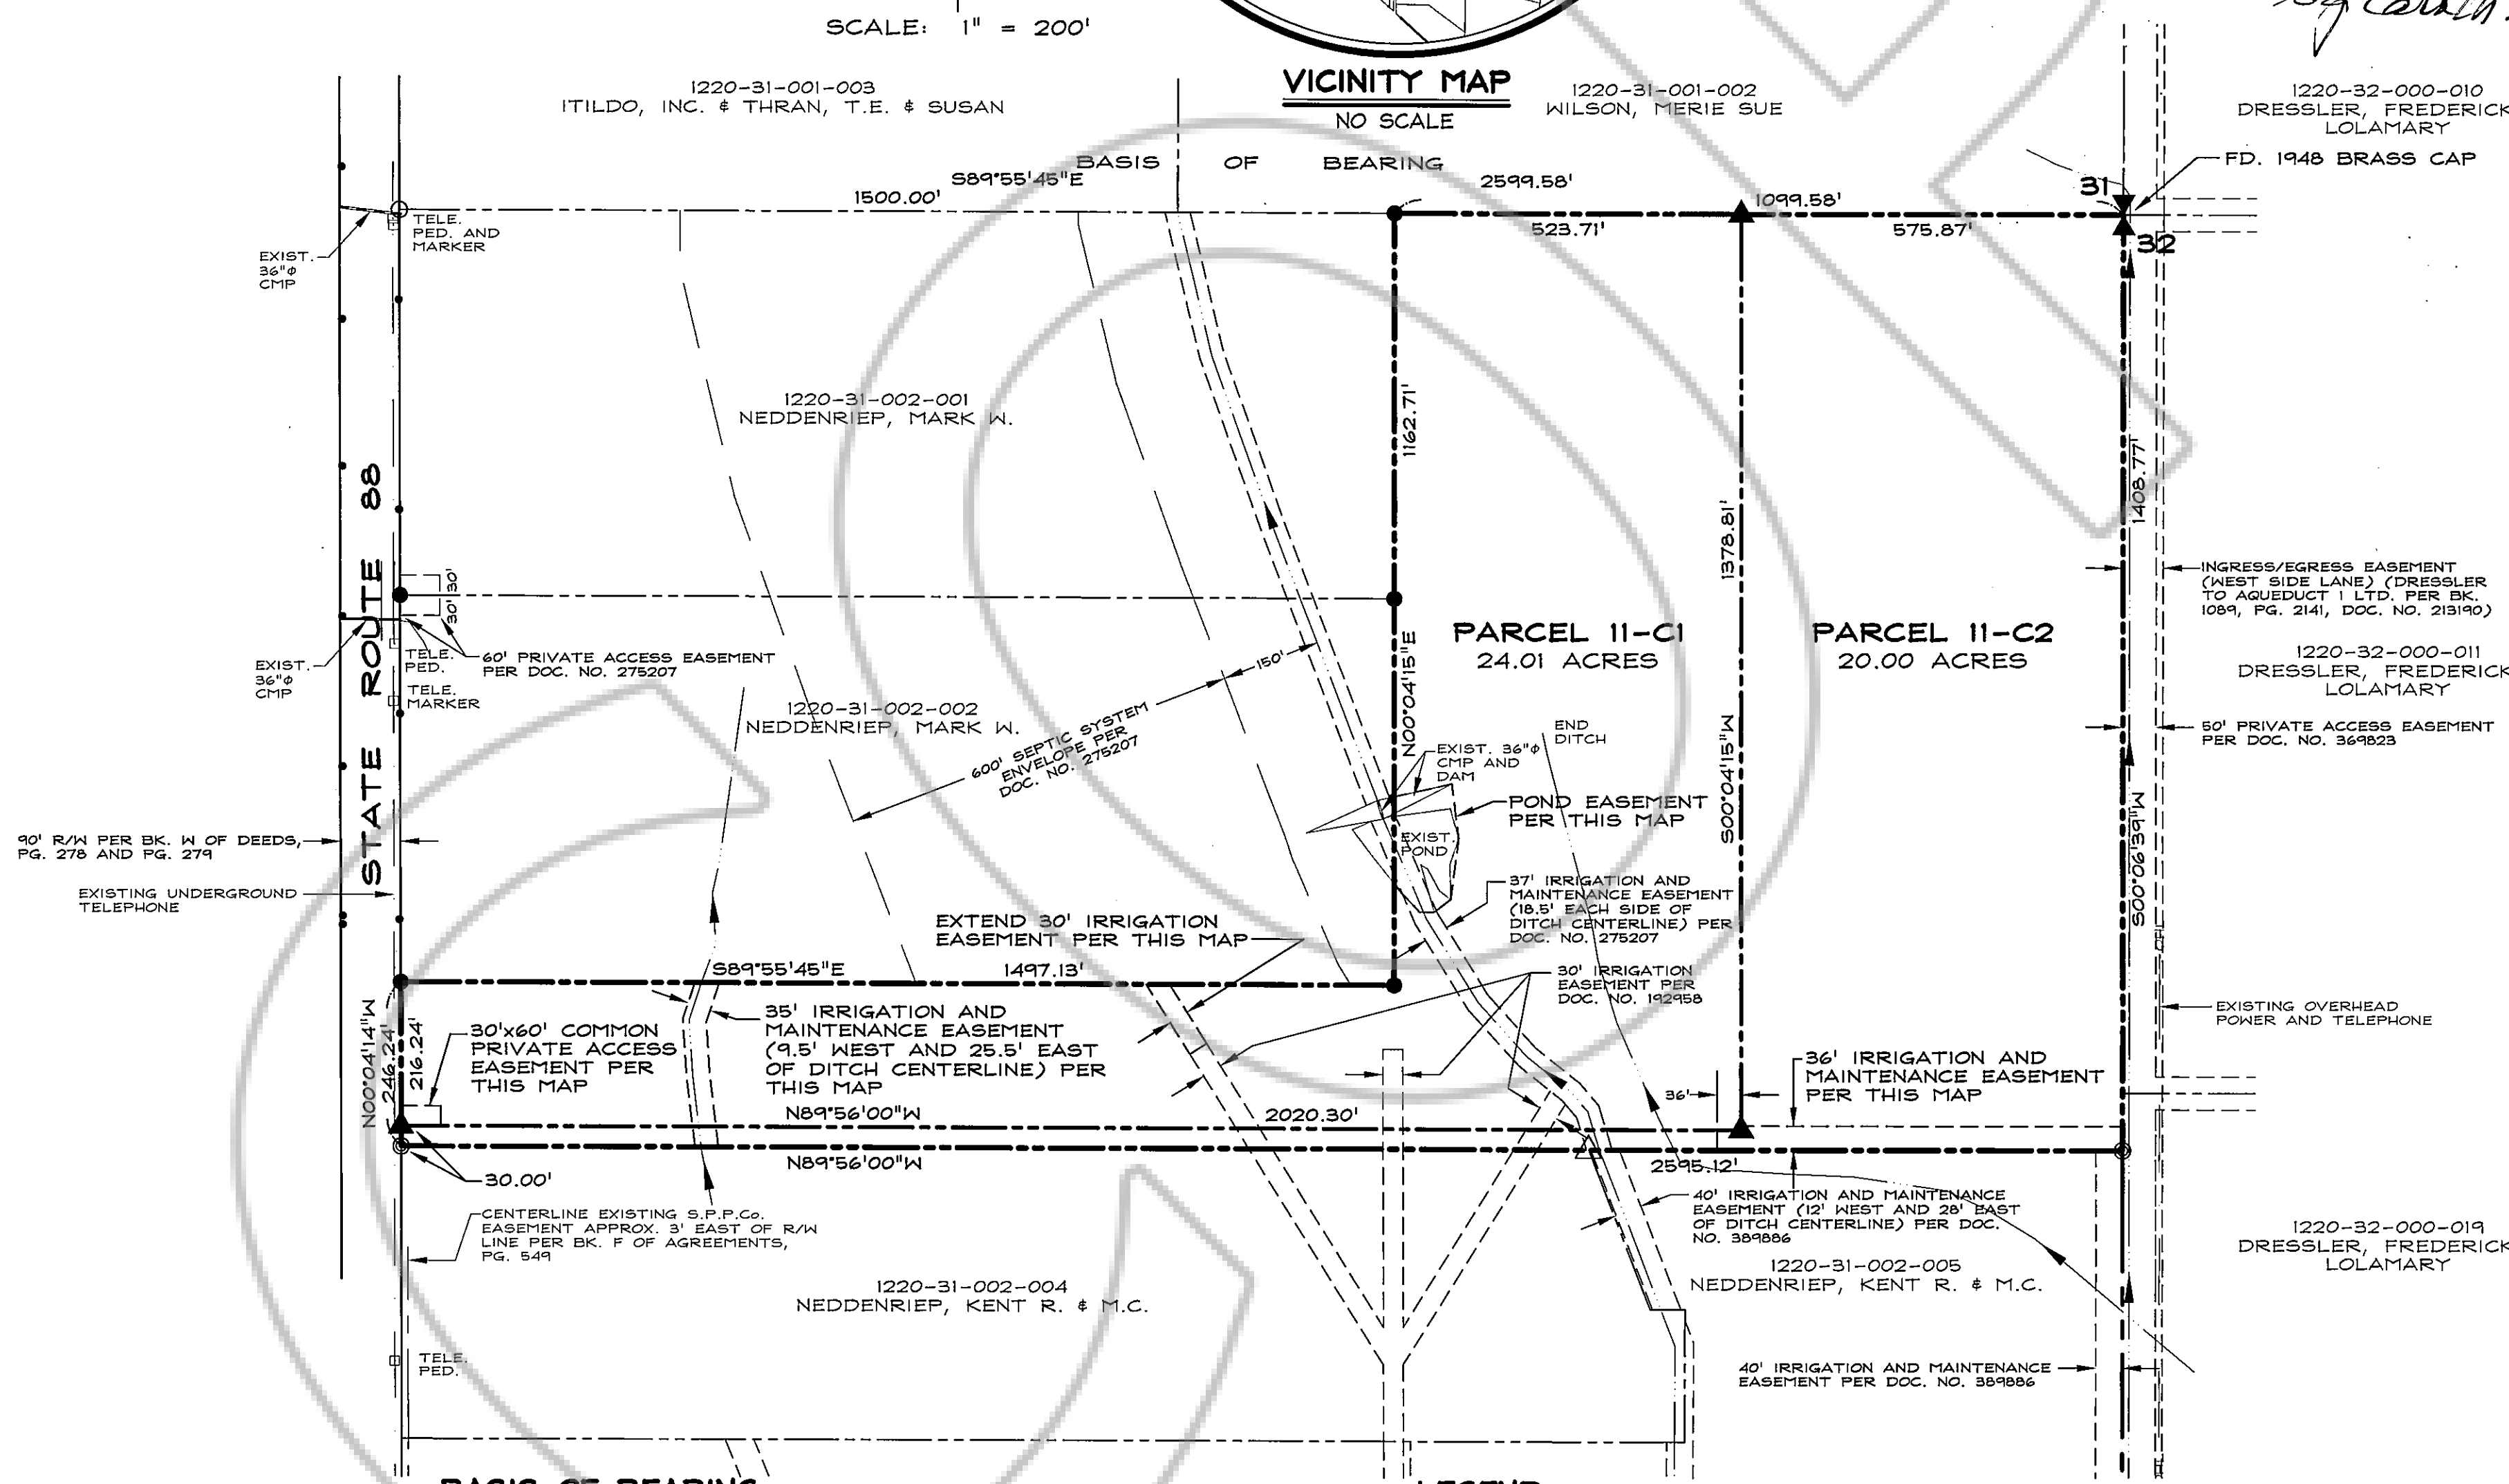 SCALE: 1" = 200'
VICINITY MAP
NO SCALE
1220-31-001-003
ITILDO, INC. & THRAN, T.E. & SUSAN
1220-31-001-002
WILSON, MERIE SUE
1220-32-000-010
DRESSLER, FREDERICK
LOLAMARY
FD. 1948 BRASS CAP
BASIS OF BEARING
S89°55'45"E
2599.58'
1500.00'
1099.58'
523.71'
575.87'
31
32
TELE.
PED. AND
MARKER
EXIST.
36"⌀
CMP
1220-31-002-001
NEDDENRIEP, MARK W.
1162.71'
1378.81'
1408.77'
STATE ROUTE 88
30' 30'
60' PRIVATE ACCESS EASEMENT
PER DOC. NO. 275207
EXIST.
36"⌀
CMP
TELE.
PED.
TELE.
MARKER
PARCEL 11-C1
24.01 ACRES
PARCEL 11-C2
20.00 ACRES
INGRESS/EGRESS EASEMENT
(WEST SIDE LANE) (DRESSLER
TO AQUEDUCT 1 LTD. PER BK.
1089, PG. 2141, DOC. NO. 213190)
1220-32-000-011
DRESSLER, FREDERICK
LOLAMARY
50' PRIVATE ACCESS EASEMENT
PER DOC. NO. 369823
1220-31-002-002
NEDDENRIEP, MARK W.
150'
600' SEPTIC SYSTEM
ENVELOPE PER
DOC. NO. 275207
N00°04'15"E
S00°04'15"W
S00°06'39"W
END
DITCH
EXIST. 36"⌀
CMP AND
DAM
POND EASEMENT
PER THIS MAP
EXIST.
POND
90' R/W PER BK. W OF DEEDS,
PG. 278 AND PG. 279
EXISTING UNDERGROUND
TELEPHONE
37' IRRIGATION AND
MAINTENANCE EASEMENT
(18.5' EACH SIDE OF
DITCH CENTERLINE) PER
DOC. NO. 275207
EXTEND 30' IRRIGATION
EASEMENT PER THIS MAP
S89°55'45"E
1497.13'
30' IRRIGATION
EASEMENT PER
DOC. NO. 192958
EXISTING OVERHEAD
POWER AND TELEPHONE
N00°04'14"W
246.24'
216.24'
30'x60' COMMON
PRIVATE ACCESS
EASEMENT PER
THIS MAP
35' IRRIGATION AND
MAINTENANCE EASEMENT
(9.5' WEST AND 25.5' EAST
OF DITCH CENTERLINE) PER
THIS MAP
36'
36' IRRIGATION AND
MAINTENANCE EASEMENT
PER THIS MAP
N89°56'00"W
2020.30'
N89°56'00"W
2595.12'
30.00'
CENTERLINE EXISTING S.P.P.Co.
EASEMENT APPROX. 3' EAST OF R/W
LINE PER BK. F OF AGREEMENTS,
PG. 549
40' IRRIGATION AND MAINTENANCE
EASEMENT (12' WEST AND 28' EAST
OF DITCH CENTERLINE) PER DOC.
NO. 389886
1220-32-000-019
DRESSLER, FREDERICK
LOLAMARY
1220-31-002-004
NEDDENRIEP, KENT R. & M.C.
1220-31-002-005
NEDDENRIEP, KENT R. & M.C.
TELE.
PED.
40' IRRIGATION AND MAINTENANCE
EASEMENT PER DOC. NO. 389886
BASIS OF BEARING
LEGEND